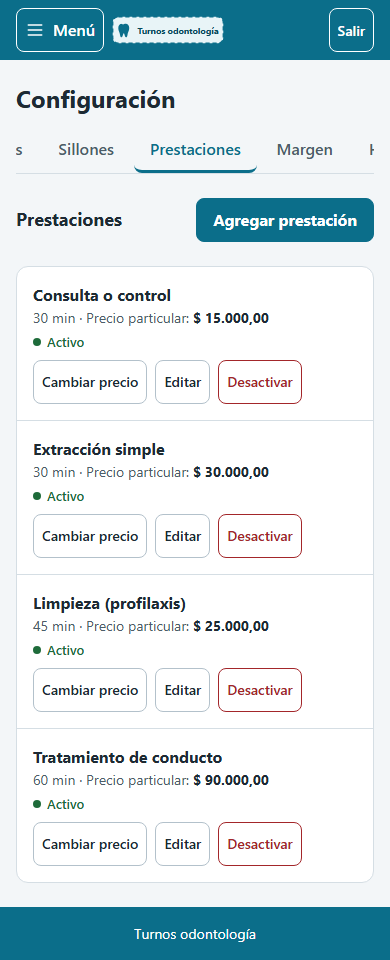 Menú
Turnos odontología
Salir
Configuración
s Sillones Prestaciones Margen
Prestaciones
Agregar prestación
Consulta o control
30 min · Precio particular: $ 15.000,00
Activo
Cambiar precio Editar Desactivar
Extracción simple
30 min · Precio particular: $ 30.000,00
Activo
Cambiar precio Editar Desactivar
Limpieza (profilaxis)
45 min · Precio particular: $ 25.000,00
Activo
Cambiar precio Editar Desactivar
Tratamiento de conducto
60 min · Precio particular: $ 90.000,00
Activo
Cambiar precio Editar Desactivar
Turnos odontología